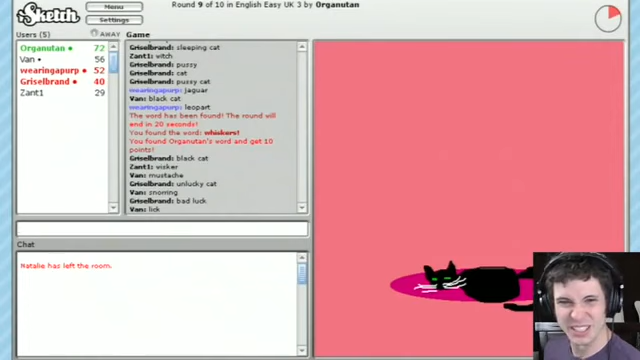 iSketch
Menu
Settings
Round 9 of 10 in English Easy UK 3 by Organutan
Users (5)
AWAY
Organutan • 72
Van • 56
wearingapurp • 52
Griselbrand • 40
Zant1 29
Game
Griselbrand: sleeping cat
Zant1: witch
Griselbrand: pussy
Griselbrand: cat
Griselbrand: pussy cat
wearingapurp: jaguar
Van: black cat
wearingapurp: leopart
The word has been found! The round will
end in 20 seconds!
You found the word: whiskers!
You found Organutan's word and get 10
points!
Griselbrand: black cat
Zant1: visker
Van: mustache
Griselbrand: unlucky cat
Van: snorring
Griselbrand: bad luck
Van: lick
Chat
Natalie has left the room.